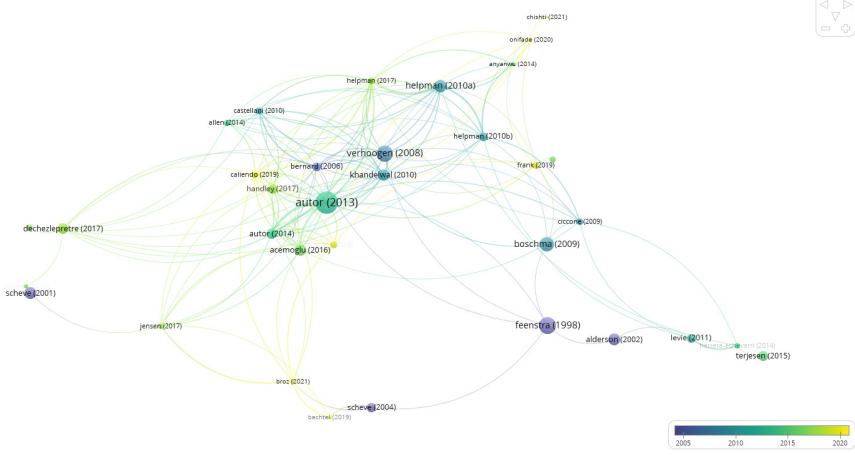 chishti (2021)
onifade (2020)
anyanwu (2014)
helpman (2017)
helpman (2010a)
castellani (2010)
allen (2014)
helpman (2010b)
verhoogen (2008)
bernard (2006)
frank (2019)
caliendo (2019)
khandelwal (2010)
handley (2017)
autor (2013)
ciccone (2009)
dechezlepretre (2017)
autor (2014)
boschma (2009)
acemoglu (2016)
scheve (2001)
jensen (2017)
feenstra (1998)
alderson (2002)
levie (2011)
terjesen (2015)
broz (2021)
scheve (2004)
bechtel (2019)
2005 2010 2015 2020